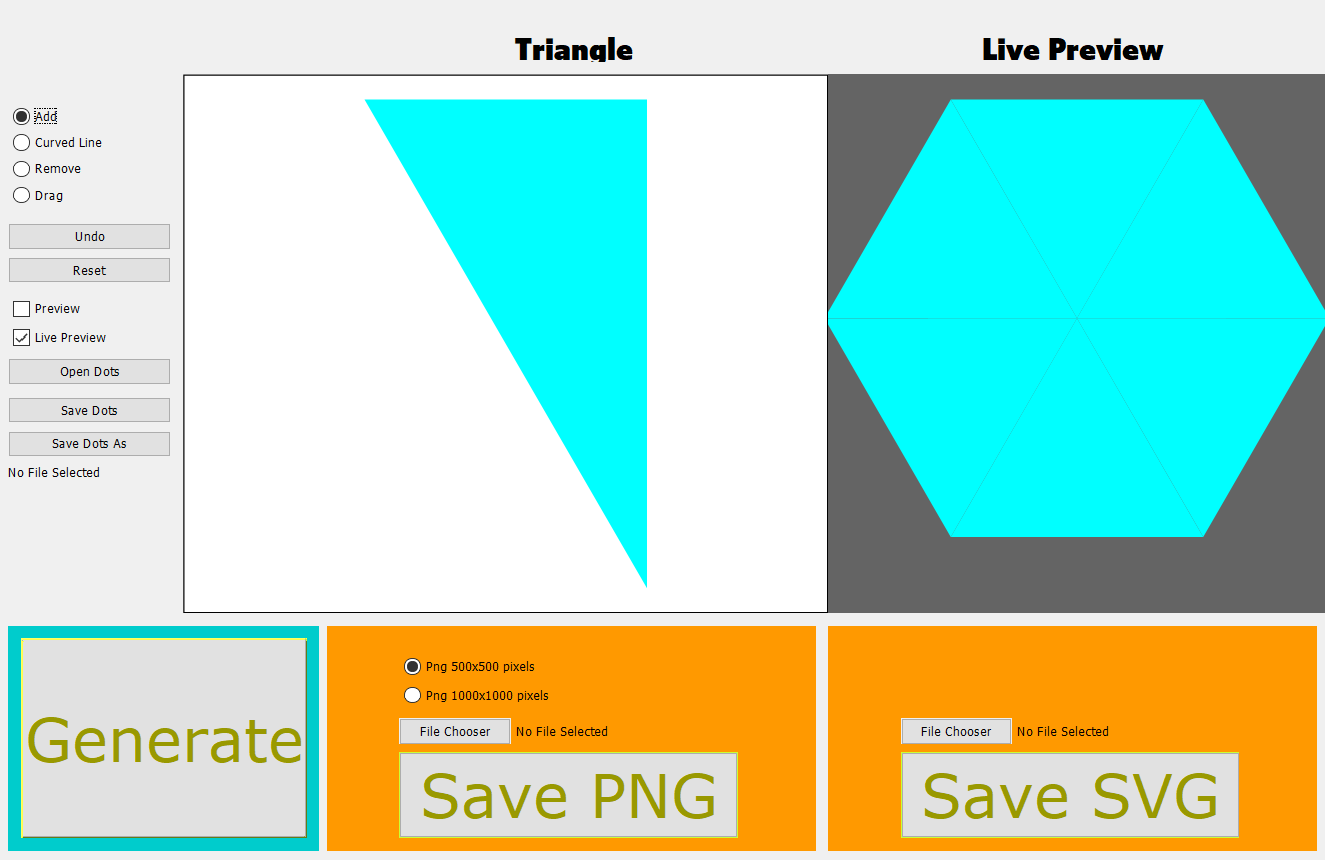 Triangle
Live Preview
Add
Curved Line
Remove
Drag
Undo
Reset
Preview
Live Preview
Open Dots
Save Dots
Save Dots As
No File Selected
Generate
Png 500x500 pixels
Png 1000x1000 pixels
File Chooser No File Selected
Save PNG
File Chooser No File Selected
Save SVG